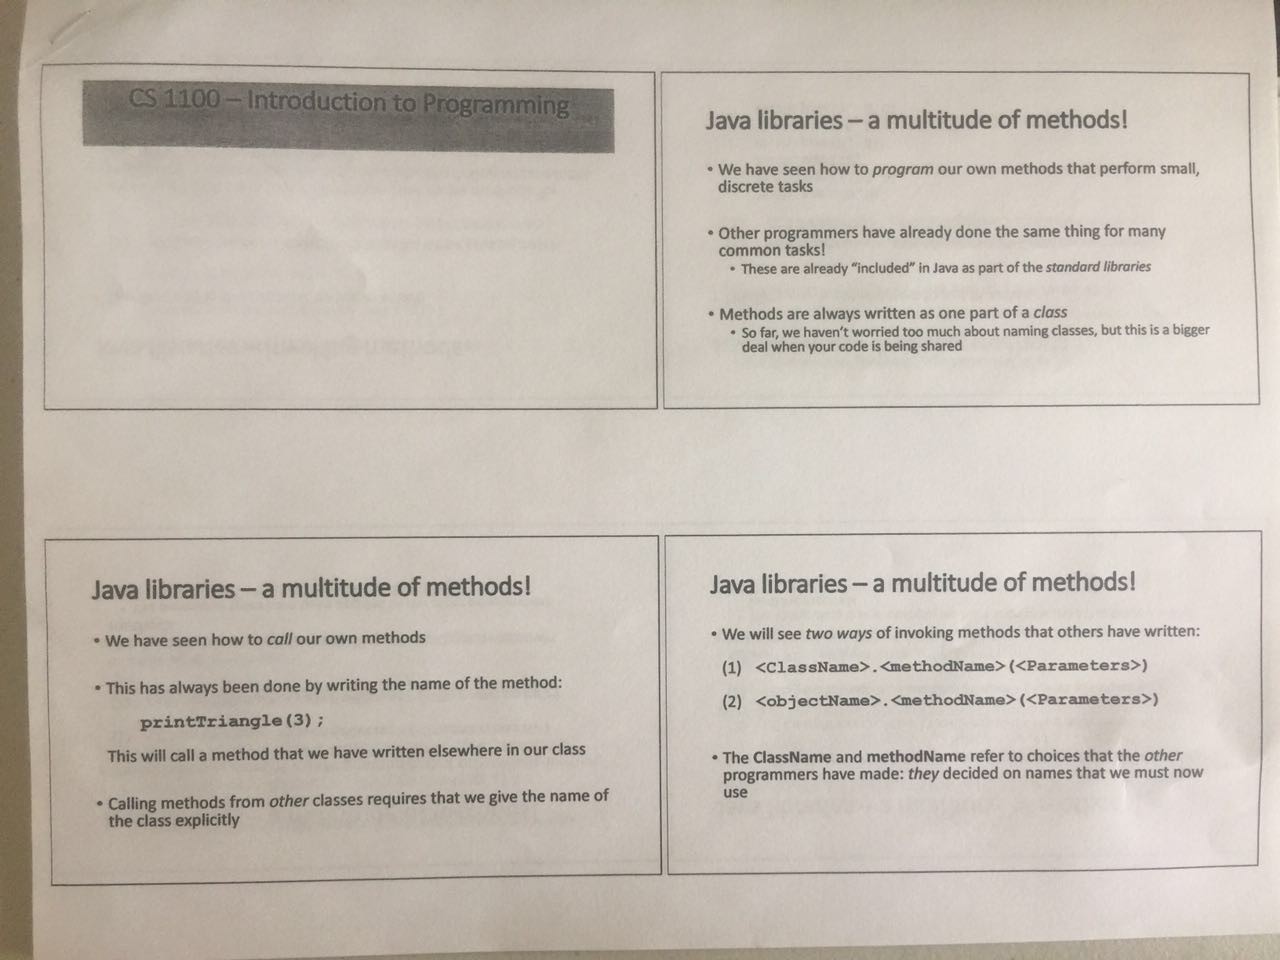 CS 1100 – Introduction to Programming
Java libraries – a multitude of methods!
• We have seen how to program our own methods that perform small,
discrete tasks
• Other programmers have already done the same thing for many
common tasks!
• These are already “included” in Java as part of the standard libraries
• Methods are always written as one part of a class
• So far, we haven’t worried too much about naming classes, but this is a bigger
deal when your code is being shared
Java libraries – a multitude of methods!
• We have seen how to call our own methods
• This has always been done by writing the name of the method:
printTriangle(3);
This will call a method that we have written elsewhere in our class
• Calling methods from other classes requires that we give the name of
the class explicitly
Java libraries – a multitude of methods!
• We will see two ways of invoking methods that others have written:
(1) <ClassName>.<methodName>(<Parameters>)
(2) <objectName>.<methodName>(<Parameters>)
• The ClassName and methodName refer to choices that the other
programmers have made: they decided on names that we must now
use